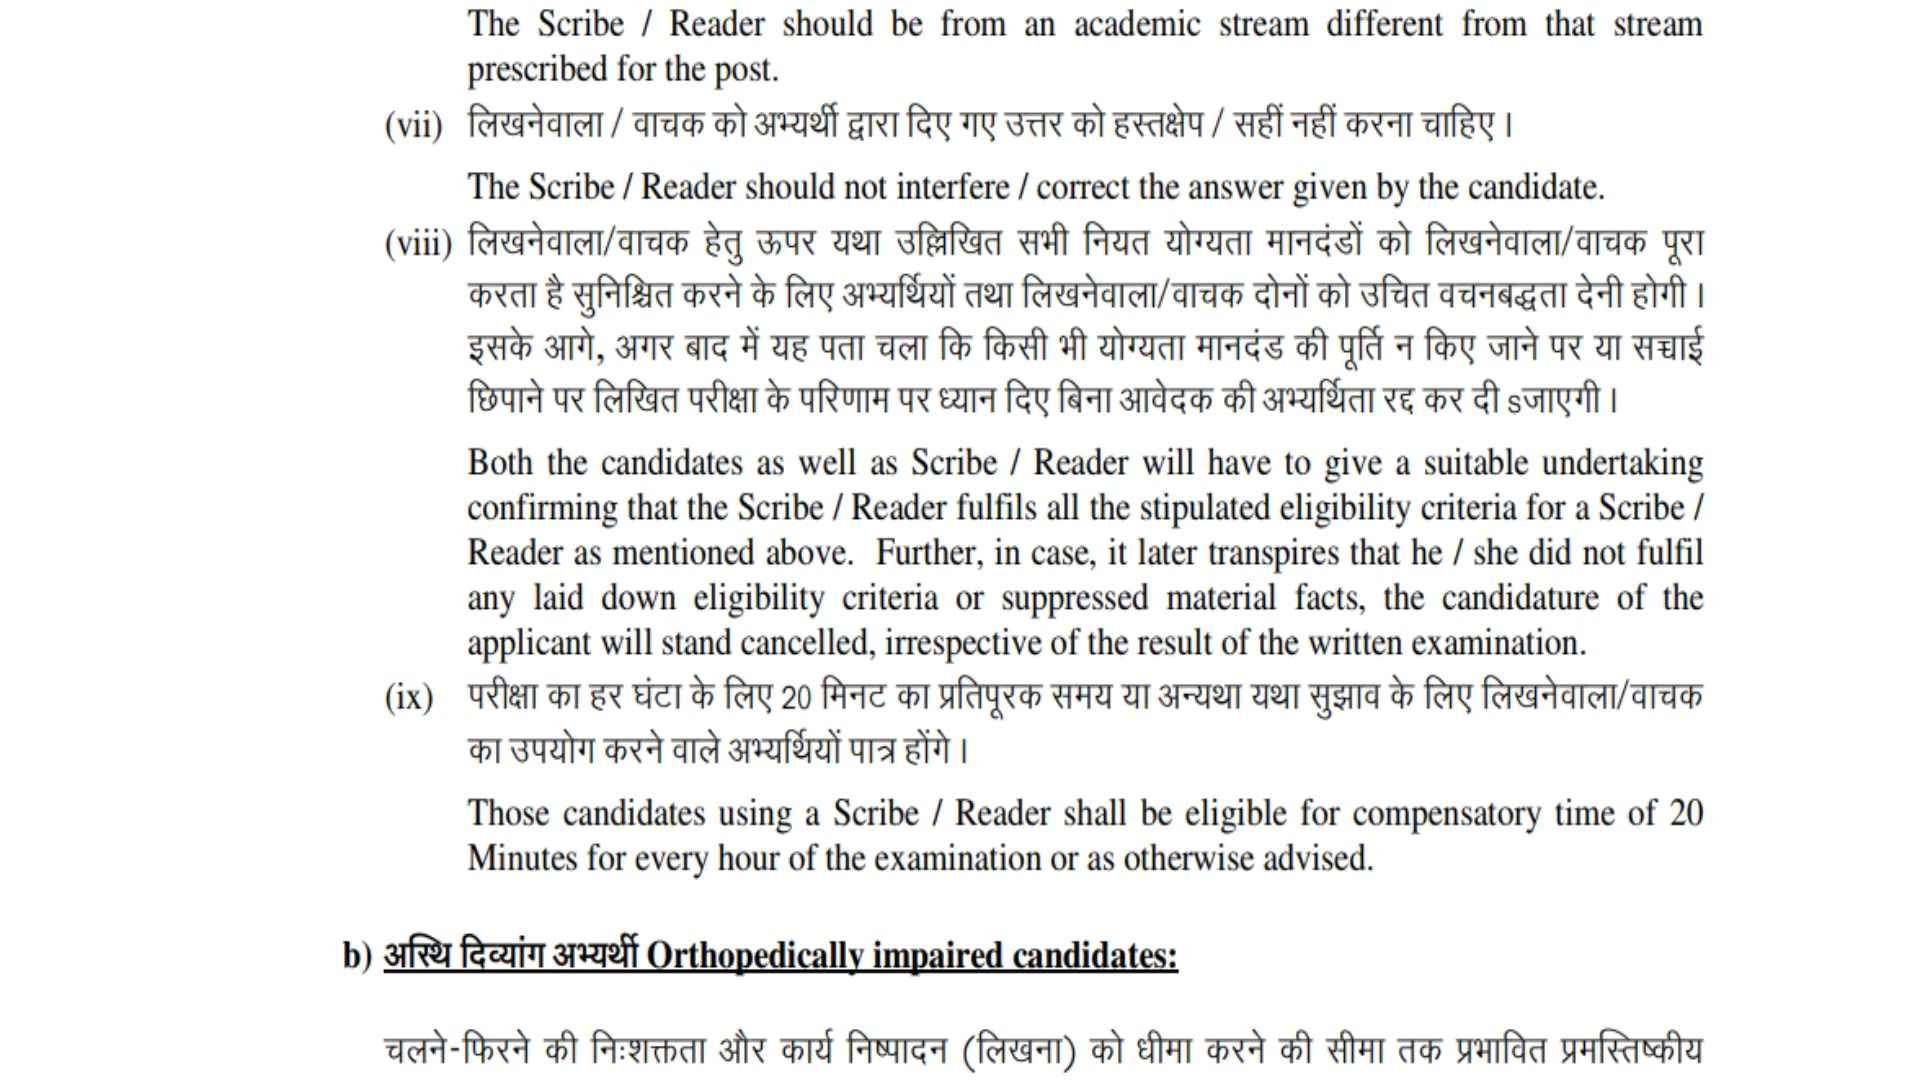 The Scribe / Reader should be from an academic stream different from that stream
prescribed for the post.
(vii) लिखनेवाला / वाचक को अभ्यर्थी द्वारा दिए गए उत्तर को हस्तक्षेप / सहीं नहीं करना चाहिए ।
The Scribe / Reader should not interfere / correct the answer given by the candidate.
(viii) लिखनेवाला/वाचक हेतु ऊपर यथा उल्लिखित सभी नियत योग्यता मानदंडों को लिखनेवाला/वाचक पूरा
करता है सुनिश्चित करने के लिए अभ्यर्थियों तथा लिखनेवाला/वाचक दोनों को उचित वचनबद्धता देनी होगी ।
इसके आगे, अगर बाद में यह पता चला कि किसी भी योग्यता मानदंड की पूर्ति न किए जाने पर या सच्चाई
छिपाने पर लिखित परीक्षा के परिणाम पर ध्यान दिए बिना आवेदक की अभ्यर्थिता रद्द कर दी sजाएगी ।
Both the candidates as well as Scribe / Reader will have to give a suitable undertaking
confirming that the Scribe / Reader fulfils all the stipulated eligibility criteria for a Scribe /
Reader as mentioned above. Further, in case, it later transpires that he / she did not fulfil
any laid down eligibility criteria or suppressed material facts, the candidature of the
applicant will stand cancelled, irrespective of the result of the written examination.
(ix) परीक्षा का हर घंटा के लिए 20 मिनट का प्रतिपूरक समय या अन्यथा यथा सुझाव के लिए लिखनेवाला/वाचक
का उपयोग करने वाले अभ्यर्थियों पात्र होंगे ।
Those candidates using a Scribe / Reader shall be eligible for compensatory time of 20
Minutes for every hour of the examination or as otherwise advised.
b) अस्थि दिव्यांग अभ्यर्थी Orthopedically impaired candidates:
चलने-फिरने की निःशक्तता और कार्य निष्पादन (लिखना) को धीमा करने की सीमा तक प्रभावित प्रमस्तिष्कीय